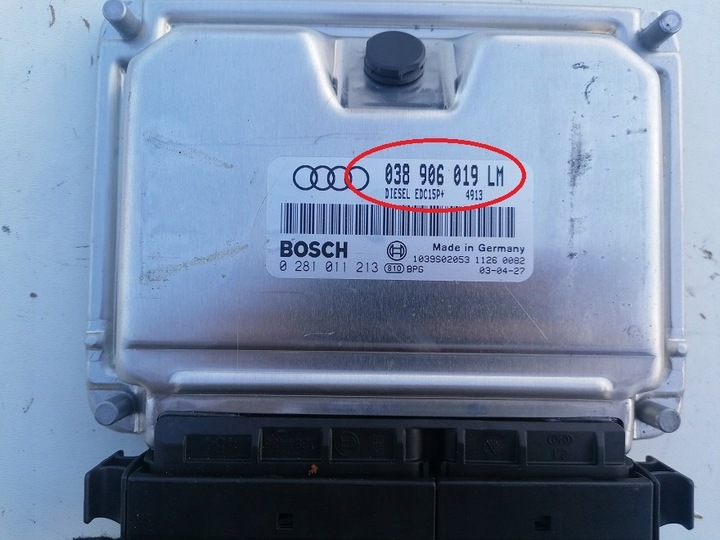 038 906 019 LM
DIESEL EDC15P+ 4913
BOSCH
Made in Germany
0 281 011 213 810 BPG
1039S02053 1126 0082
03-04-27